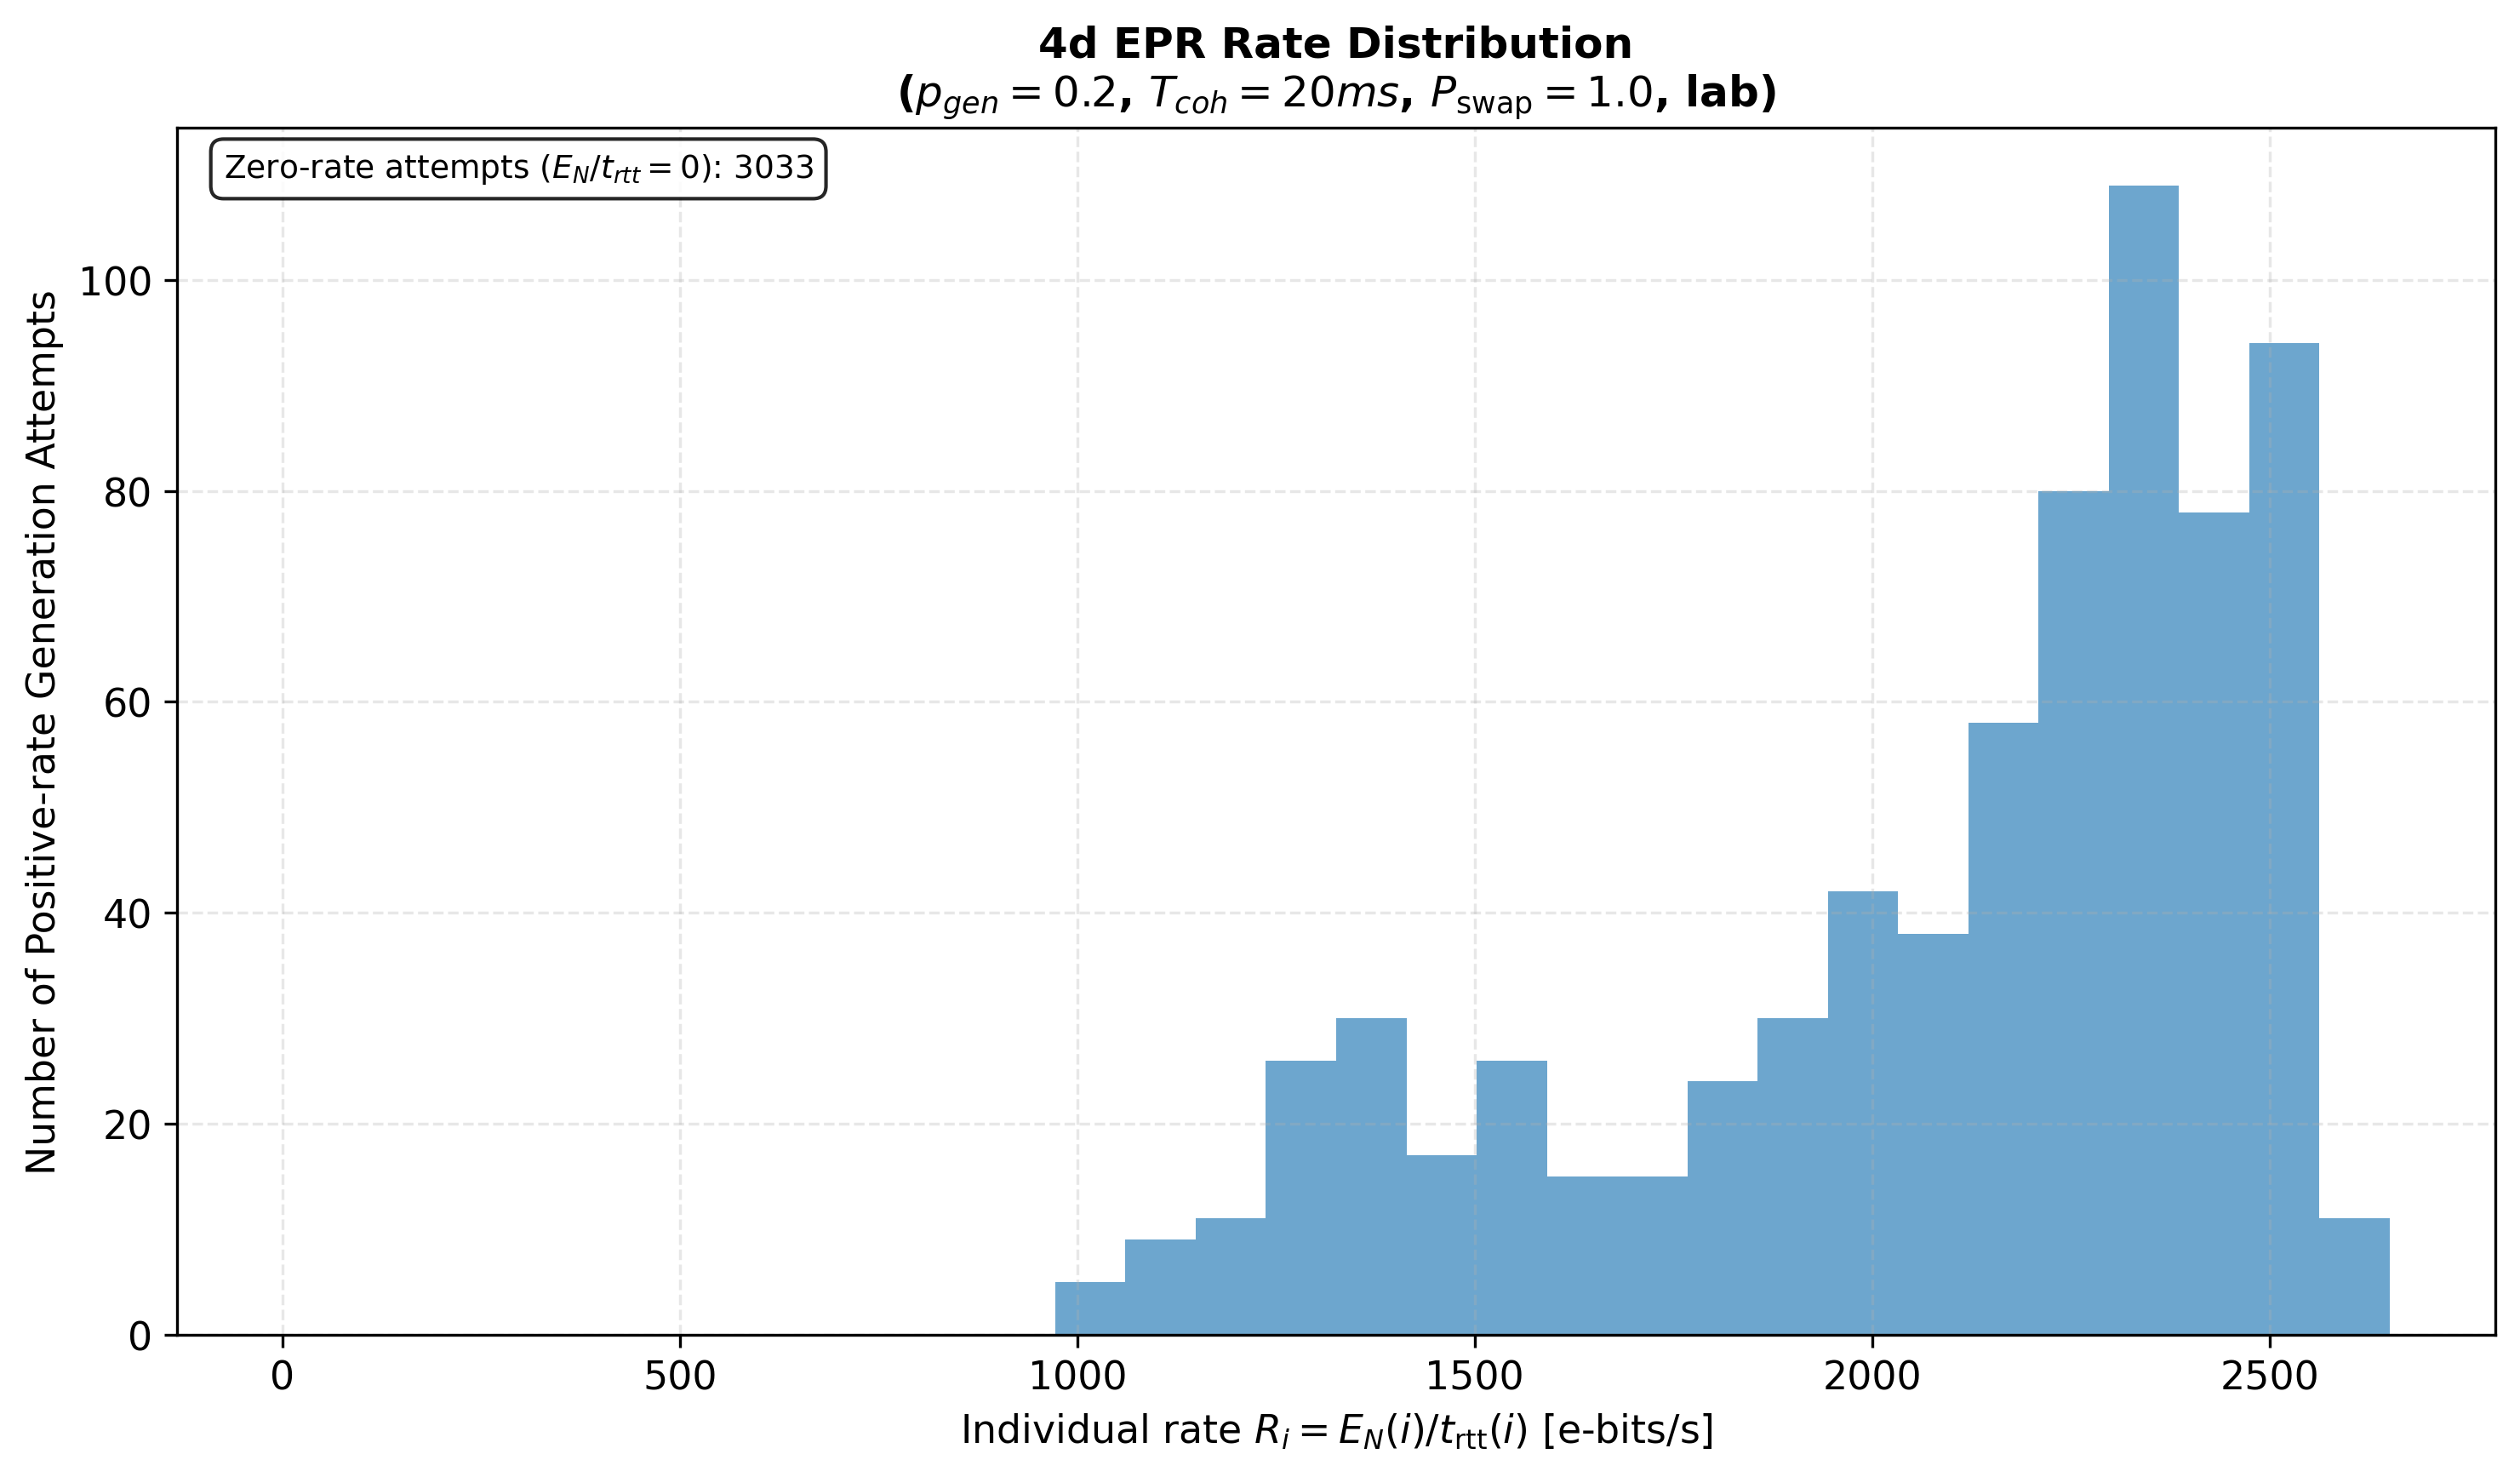 4d EPR Rate Distribution
(p_gen = 0.2, T_coh = 20ms, P_swap = 1.0, lab)
Zero-rate attempts (E_N/t_rtt = 0): 3033
Number of Positive-rate Generation Attempts
100
80
60
40
20
0
0 500 1000 1500 2000 2500
Individual rate R_i = E_N(i)/t_rtt(i) [e-bits/s]